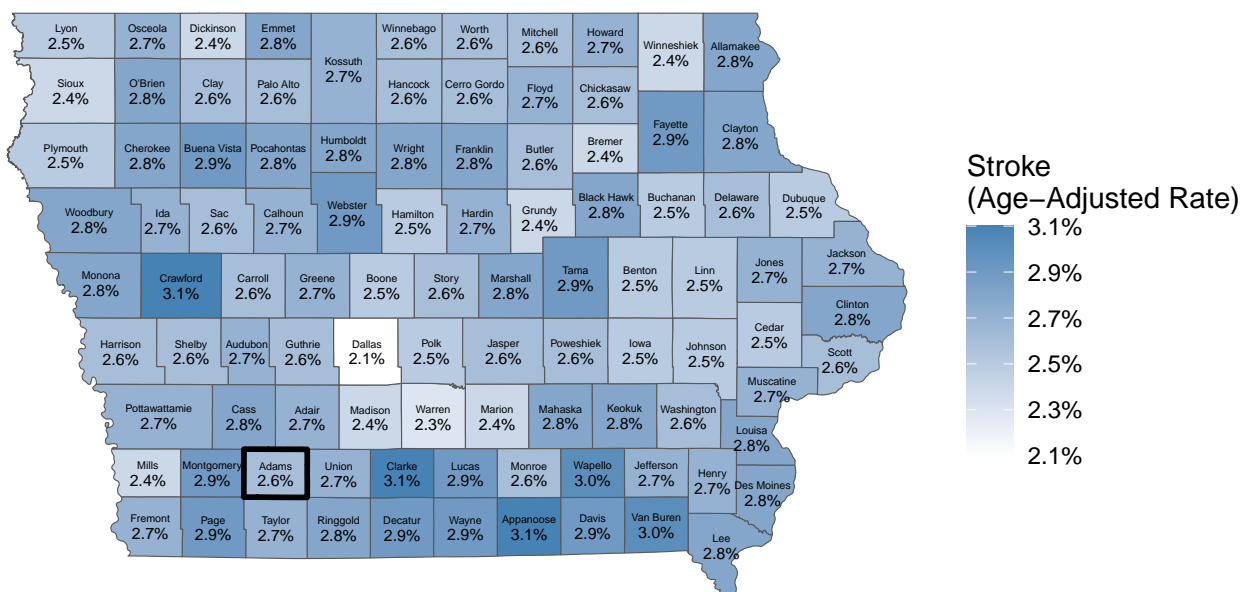 Lyon
2.5%
Osceola
2.7%
Dickinson
2.4%
Emmet
2.8%
Kossuth
2.7%
Winnebago
2.6%
Worth
2.6%
Mitchell
2.6%
Howard
2.7%
Winneshiek
2.4%
Allamakee
2.8%
Sioux
2.4%
O'Brien
2.8%
Clay
2.6%
Palo Alto
2.6%
Hancock
2.6%
Cerro Gordo
2.6%
Floyd
2.7%
Chickasaw
2.6%
Fayette
2.9%
Clayton
2.8%
Plymouth
2.5%
Cherokee
2.8%
Buena Vista
2.9%
Pocahontas
2.8%
Humboldt
2.8%
Wright
2.8%
Franklin
2.8%
Butler
2.6%
Bremer
2.4%
Woodbury
2.8%
Ida
2.7%
Sac
2.6%
Calhoun
2.7%
Webster
2.9%
Hamilton
2.5%
Hardin
2.7%
Grundy
2.4%
Black Hawk
2.8%
Buchanan
2.5%
Delaware
2.6%
Dubuque
2.5%
Monona
2.8%
Crawford
3.1%
Carroll
2.6%
Greene
2.7%
Boone
2.5%
Story
2.6%
Marshall
2.8%
Tama
2.9%
Benton
2.5%
Linn
2.5%
Jones
2.7%
Jackson
2.7%
Clinton
2.8%
Harrison
2.6%
Shelby
2.6%
Audubon
2.7%
Guthrie
2.6%
Dallas
2.1%
Polk
2.5%
Jasper
2.6%
Poweshiek
2.6%
Iowa
2.5%
Johnson
2.5%
Cedar
2.5%
Scott
2.6%
Muscatine
2.7%
Pottawattamie
2.7%
Cass
2.8%
Adair
2.7%
Madison
2.4%
Warren
2.3%
Marion
2.4%
Mahaska
2.8%
Keokuk
2.8%
Washington
2.6%
Louisa
2.8%
Mills
2.4%
Montgomery
2.9%
Adams
2.6%
Union
2.7%
Clarke
3.1%
Lucas
2.9%
Monroe
2.6%
Wapello
3.0%
Jefferson
2.7%
Henry
2.7%
Des Moines
2.8%
Fremont
2.7%
Page
2.9%
Taylor
2.7%
Ringgold
2.8%
Decatur
2.9%
Wayne
2.9%
Appanoose
3.1%
Davis
2.9%
Van Buren
3.0%
Lee
2.8%
Stroke
(Age−Adjusted Rate)
3.1%
2.9%
2.7%
2.5%
2.3%
2.1%